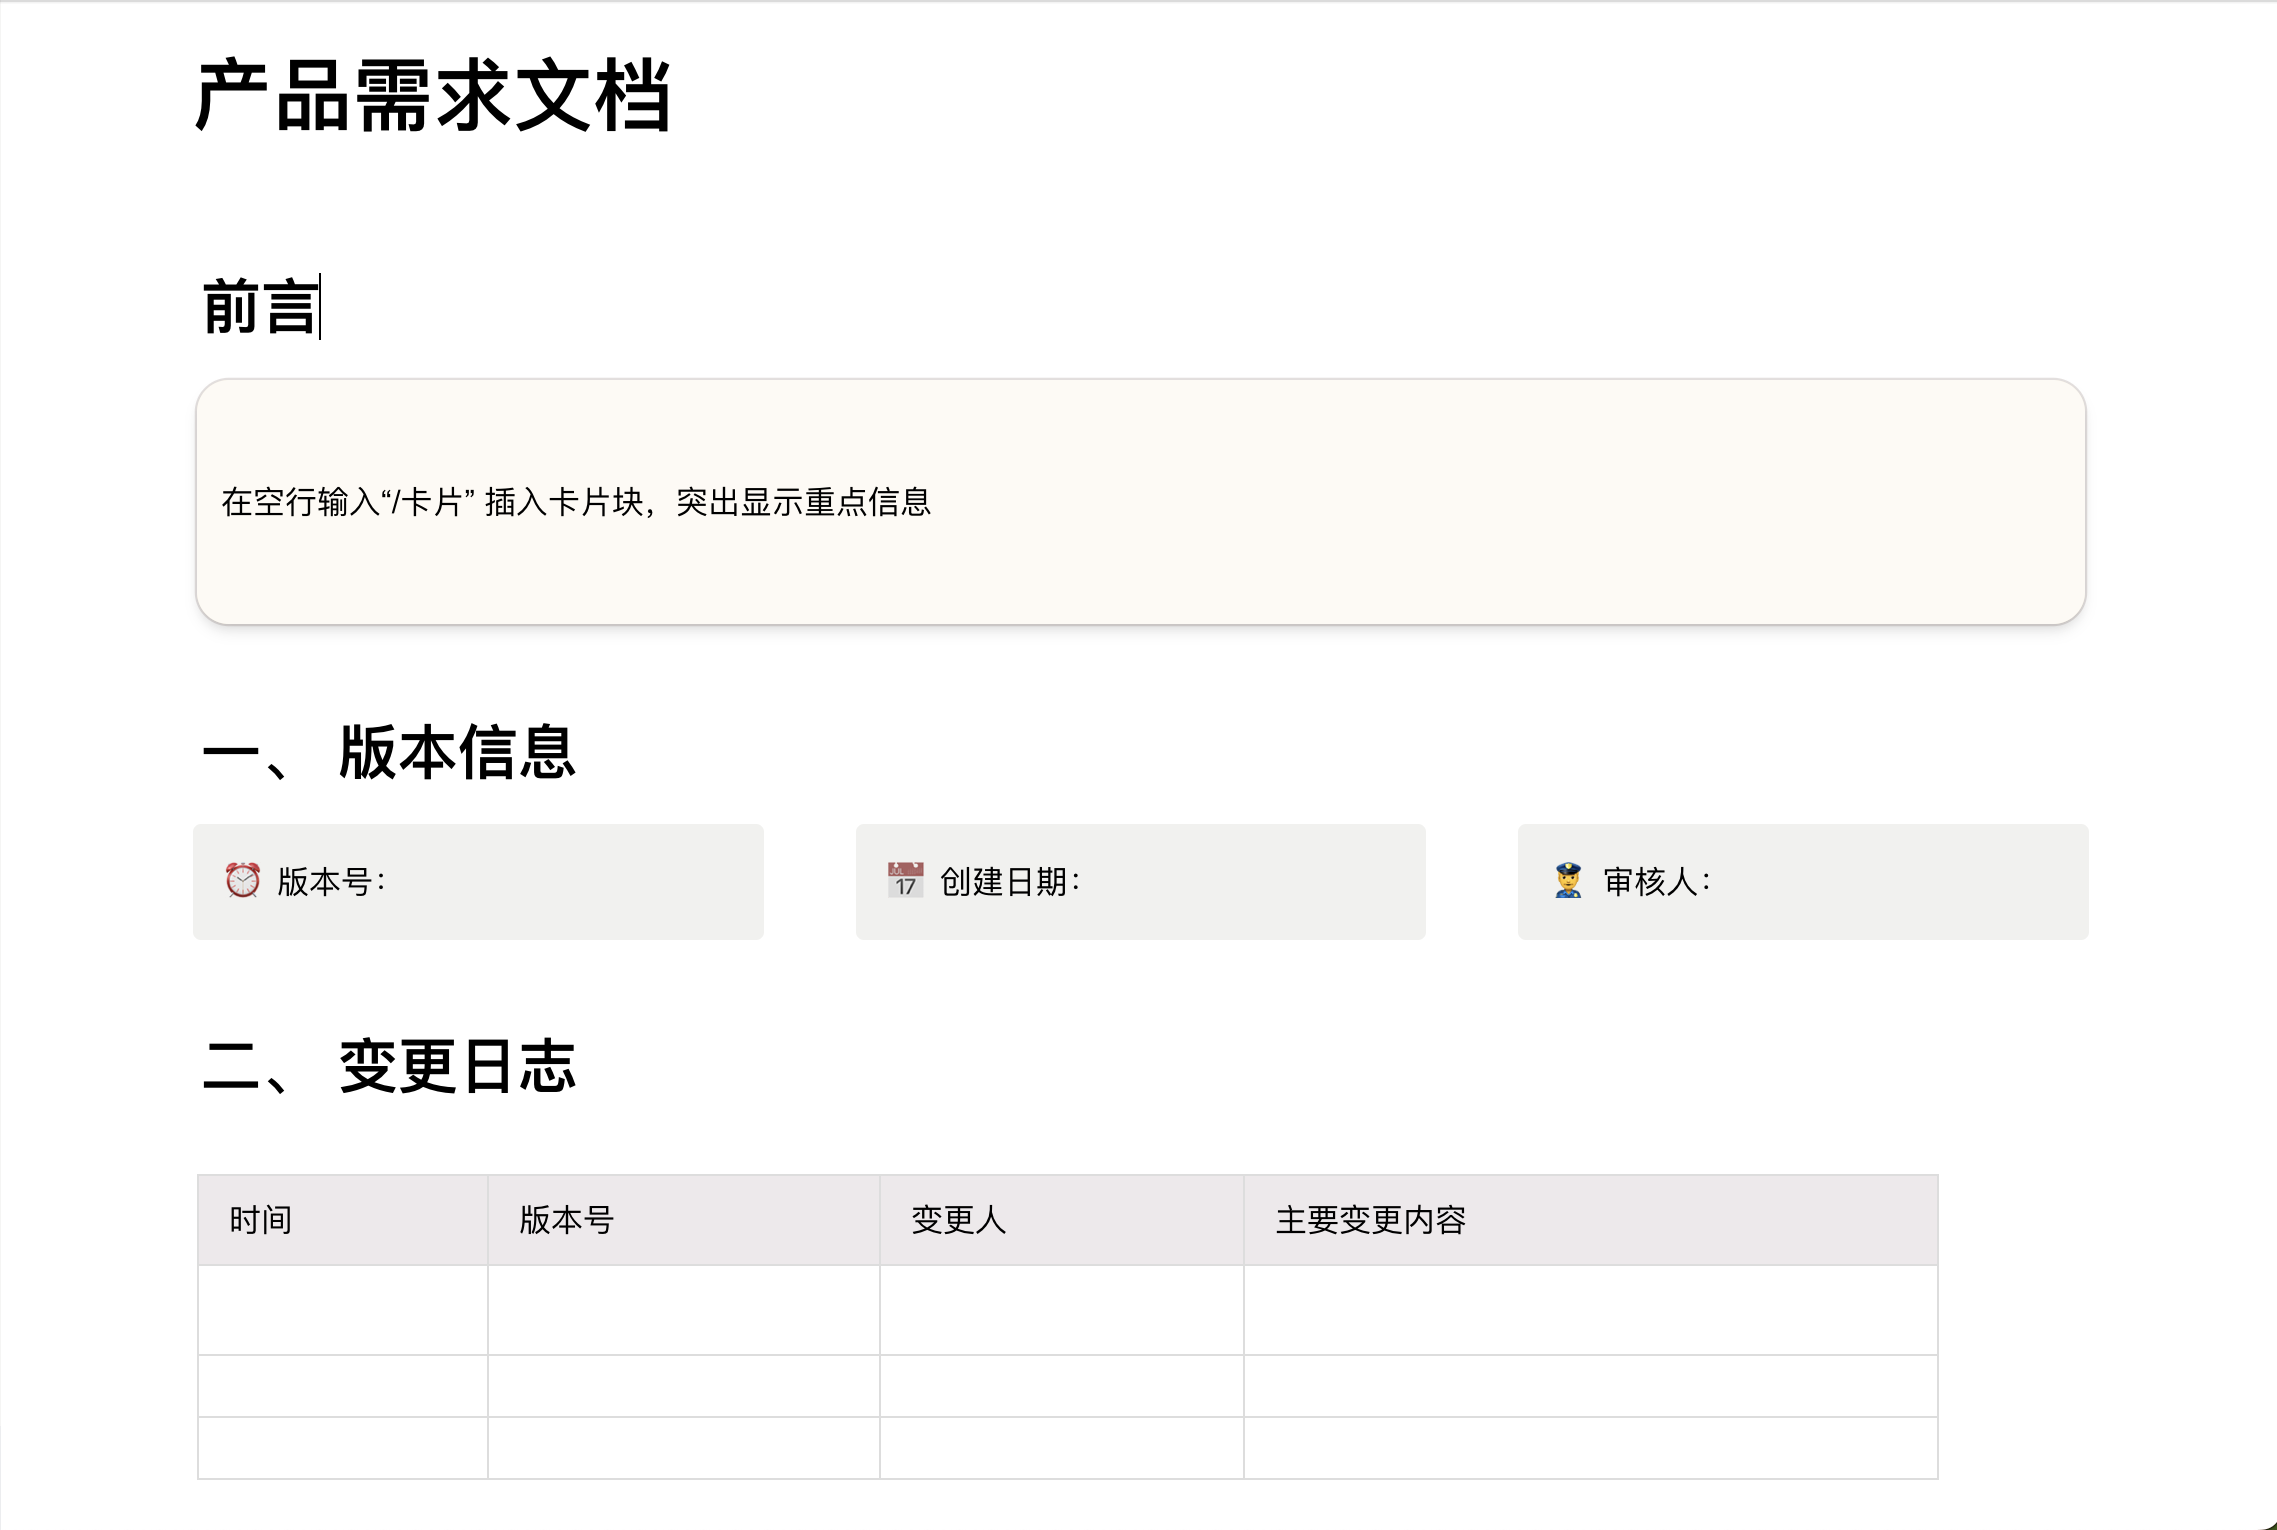 产品需求文档
前言
在空行输入“/卡片” 插入卡片块，突出显示重点信息
一、 版本信息
⏰ 版本号：
📅 创建日期：
👮 审核人：
二、 变更日志
时间 版本号 变更人 主要变更内容